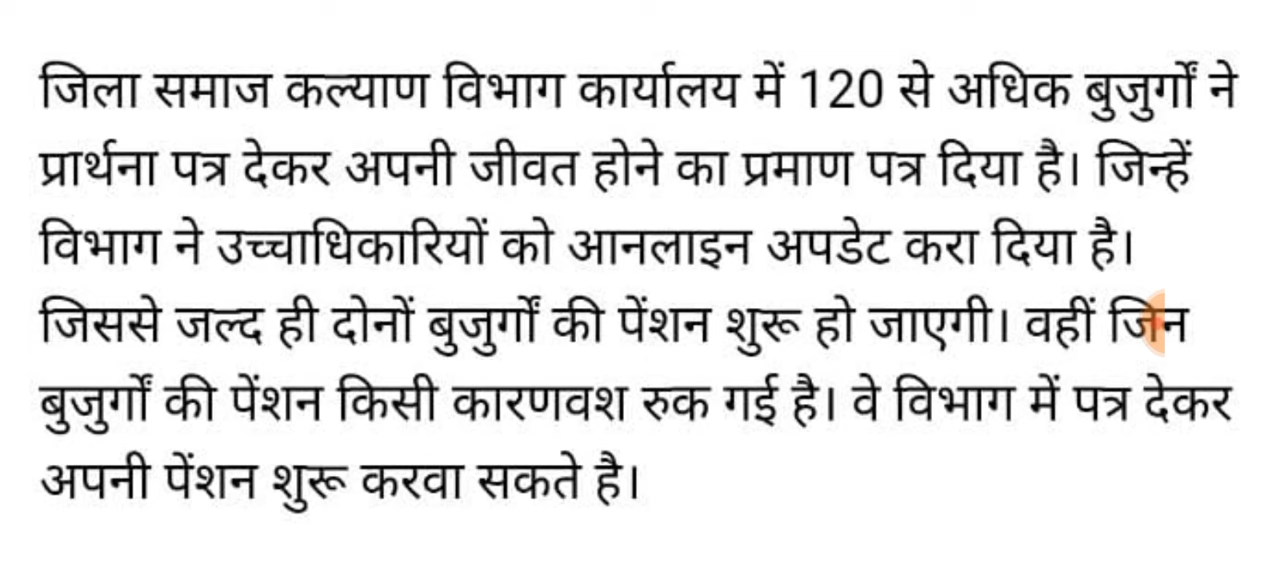 जिला समाज कल्याण विभाग कार्यालय में 120 से अधिक बुजुर्गों ने
प्रार्थना पत्र देकर अपनी जीवत होने का प्रमाण पत्र दिया है। जिन्हें
विभाग ने उच्चाधिकारियों को आनलाइन अपडेट करा दिया है।
जिससे जल्द ही दोनों बुजुर्गों की पेंशन शुरू हो जाएगी। वहीं जिन
बुजुर्गों की पेंशन किसी कारणवश रुक गई है। वे विभाग में पत्र देकर
अपनी पेंशन शुरू करवा सकते है।